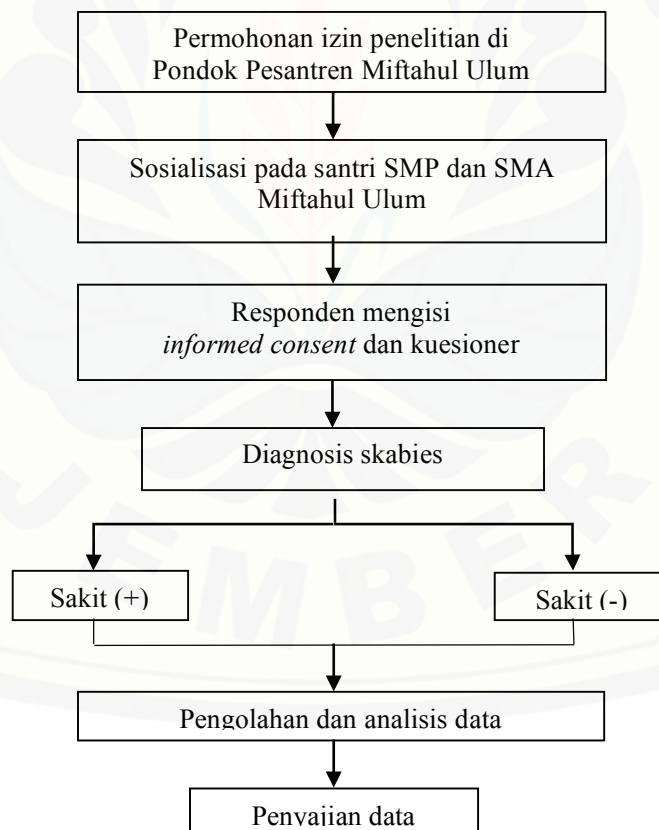 Permohonan izin penelitian di
Pondok Pesantren Miftahul Ulum
Sosialisasi pada santri SMP dan SMA
Miftahul Ulum
Responden mengisi
informed consent dan kuesioner
Diagnosis skabies
Sakit (+)
Sakit (-)
Pengolahan dan analisis data
Penyajian data
JEMBER